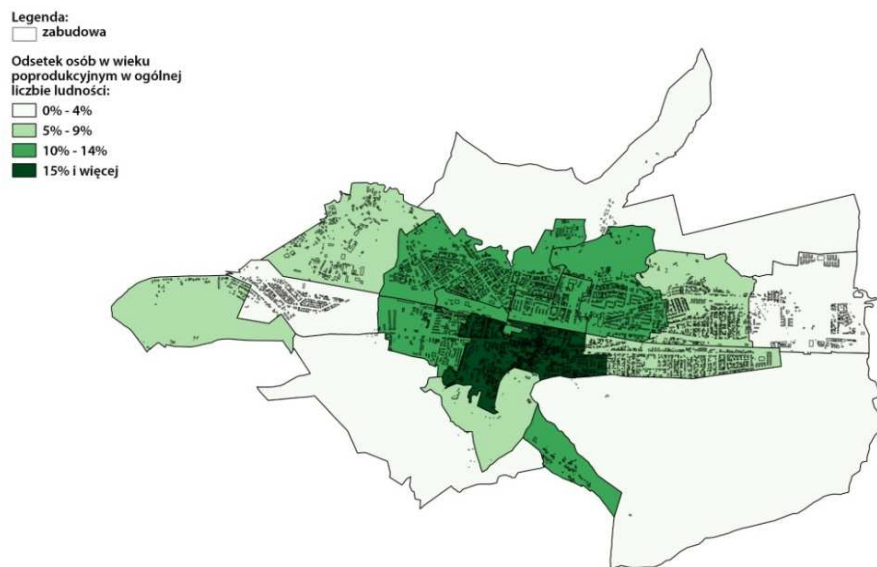 Legenda:
zabudowa
Odsetek osób w wieku
poprodukcyjnym w ogólnej
liczbie ludności:
0% - 4%
5% - 9%
10% - 14%
15% i więcej